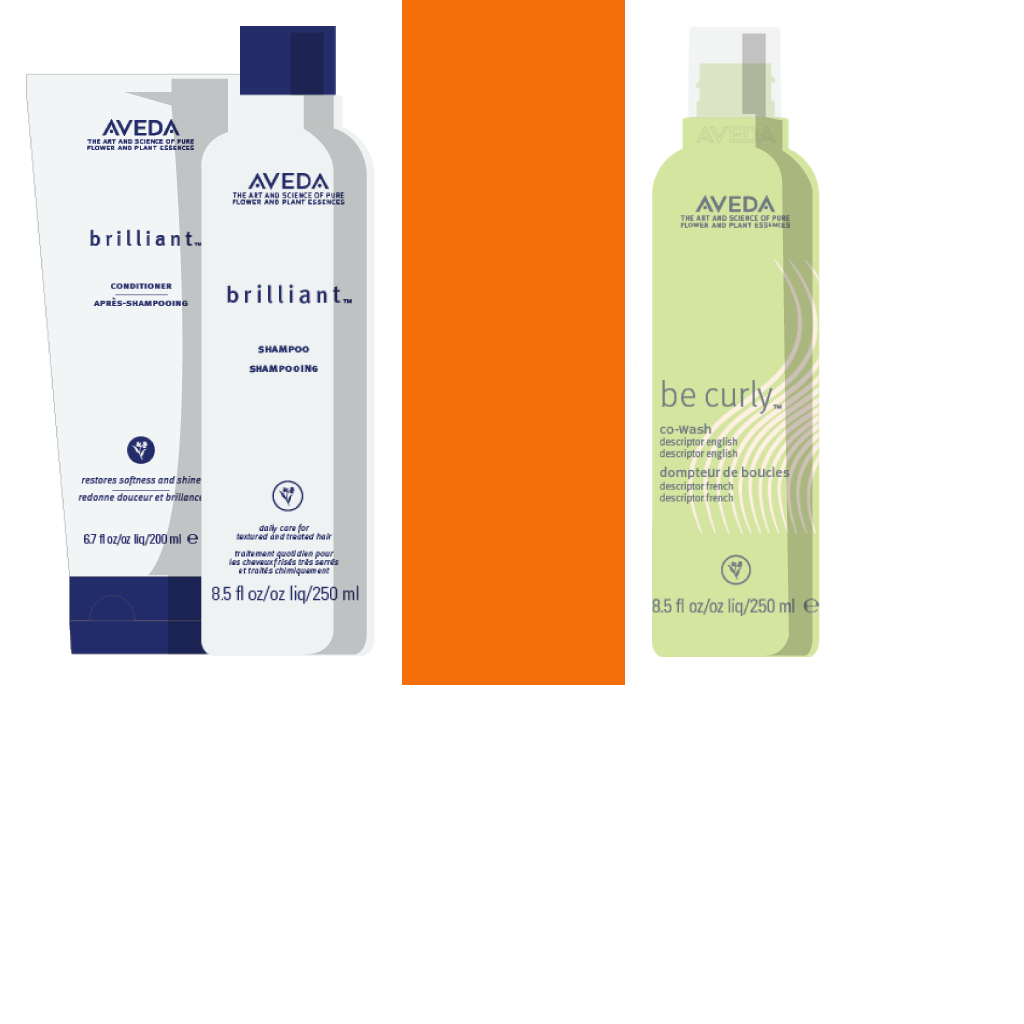 AVEDA
THE ART AND SCIENCE OF PURE
FLOWER AND PLANT ESSENCES
brilliant™
CONDITIONER
APRÈS-SHAMPOOING
restores softness and shine
redonne douceur et brillance
6.7 fl oz/oz liq/200 ml ℮
AVEDA
THE ART AND SCIENCE OF PURE
FLOWER AND PLANT ESSENCES
brilliant™
SHAMPOO
SHAMPOOING
daily care for
textured and treated hair
traitement quotidien pour
les cheveux frisés très serrés
et traités chimiquement
8.5 fl oz/oz liq/250 ml
AVEDA
AVEDA
THE ART AND SCIENCE OF PURE
FLOWER AND PLANT ESSENCES
be curly™
co-wash
descriptor english
descriptor english
dompteur de boucles
descriptor french
descriptor french
8.5 fl oz/oz liq/250 ml ℮